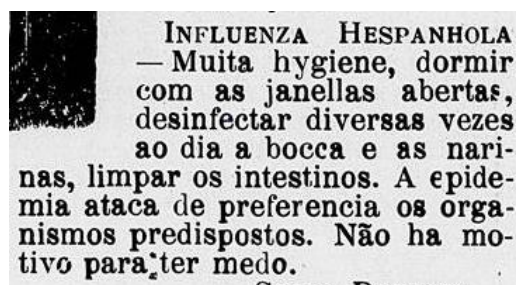 INFLUENZA HESPANHOLA
— Muita hygiene, dormir
com as janellas abertas,
desinfectar diversas vezes
ao dia a bocca e as nari-
nas, limpar os intestinos. A epide-
mia ataca de preferencia os orga-
nismos predispostos. Não ha mo-
tivo para ter medo.